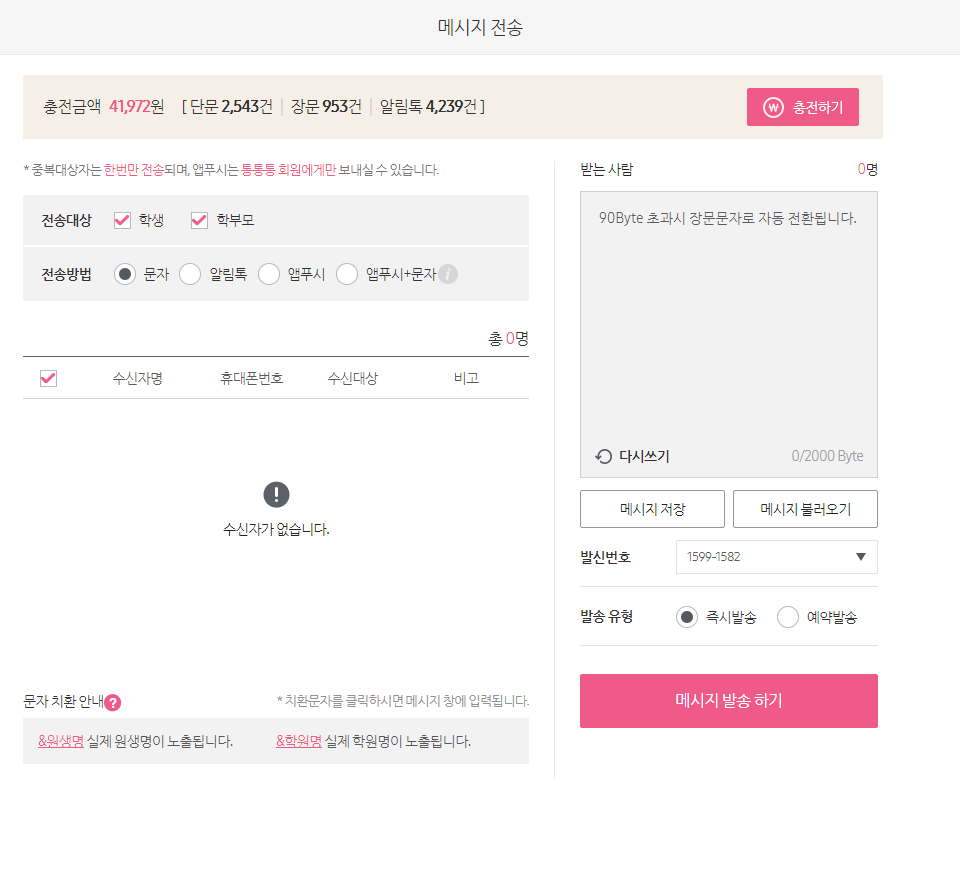 메시지 전송
충전금액 41,972원 [ 단문 2,543건 | 장문 953건 | 알림톡 4,239건 ]
충전하기
* 중복대상자는 한번만 전송되며, 앱푸시는 통통통 회원에게만 보내실 수 있습니다.
전송대상 학생 학부모
전송방법 문자 알림톡 앱푸시 앱푸시+문자 i
총 0명
수신자명 휴대폰번호 수신대상 비고
수신자가 없습니다.
문자 치환 안내 ? * 치환문자를 클릭하시면 메시지 창에 입력됩니다.
&원생명 실제 원생명이 노출됩니다. &학원명 실제 학원명이 노출됩니다.
받는 사람 0명
90Byte 초과시 장문문자로 자동 전환됩니다.
다시쓰기 0/2000 Byte
메시지 저장 메시지 불러오기
발신번호 1599-1582
발송 유형 즉시발송 예약발송
메시지 발송 하기